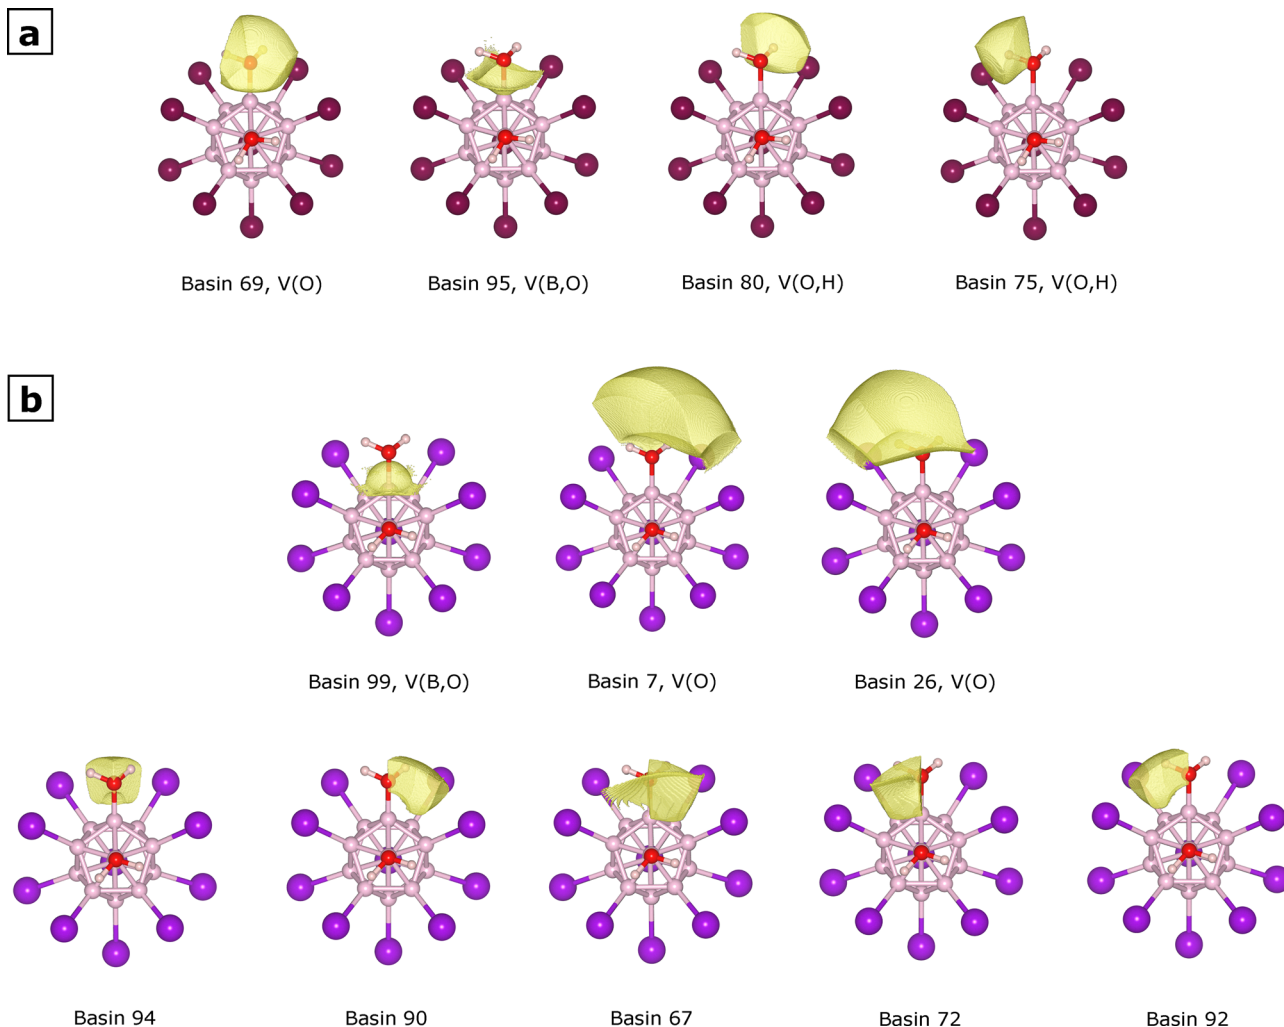 a
Basin 69, V(O)
Basin 95, V(B,O)
Basin 80, V(O,H)
Basin 75, V(O,H)
b
Basin 99, V(B,O)
Basin 7, V(O)
Basin 26, V(O)
Basin 94
Basin 90
Basin 67
Basin 72
Basin 92